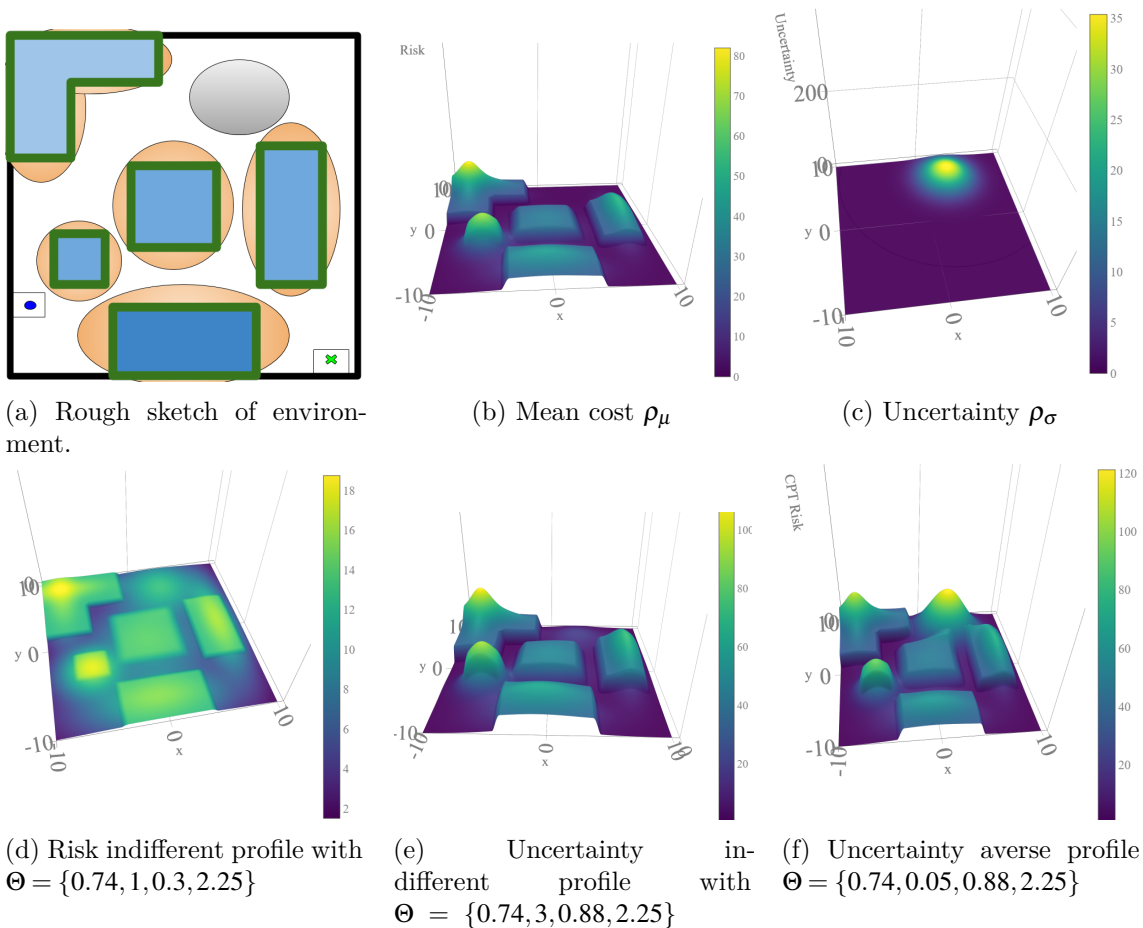 Risk
80
70
60
50
40
30
20
10
0
10
0
y 0
-10
-10
0
x
10
Uncertainty
200
0
10
y 0
-10
-10
0
x
10
35
30
25
20
15
10
5
0
(a) Rough sketch of environ-
ment.
(b) Mean cost ρμ
(c) Uncertainty ρσ
0
10
y 0
-10
-10
0
x
10
18
16
14
12
10
8
6
4
2
10
y 0
-10
-10
0
x
10
0
100
80
60
40
20
CPT Risk
0
10
y 0
-10
-10
0
x
10
120
100
80
60
40
20
(d) Risk indifferent profile with
Θ = {0.74, 1, 0.3, 2.25}
(e) Uncertainty in-
different profile with
Θ = {0.74, 3, 0.88, 2.25}
(f) Uncertainty averse profile
Θ = {0.74, 0.05, 0.88, 2.25}